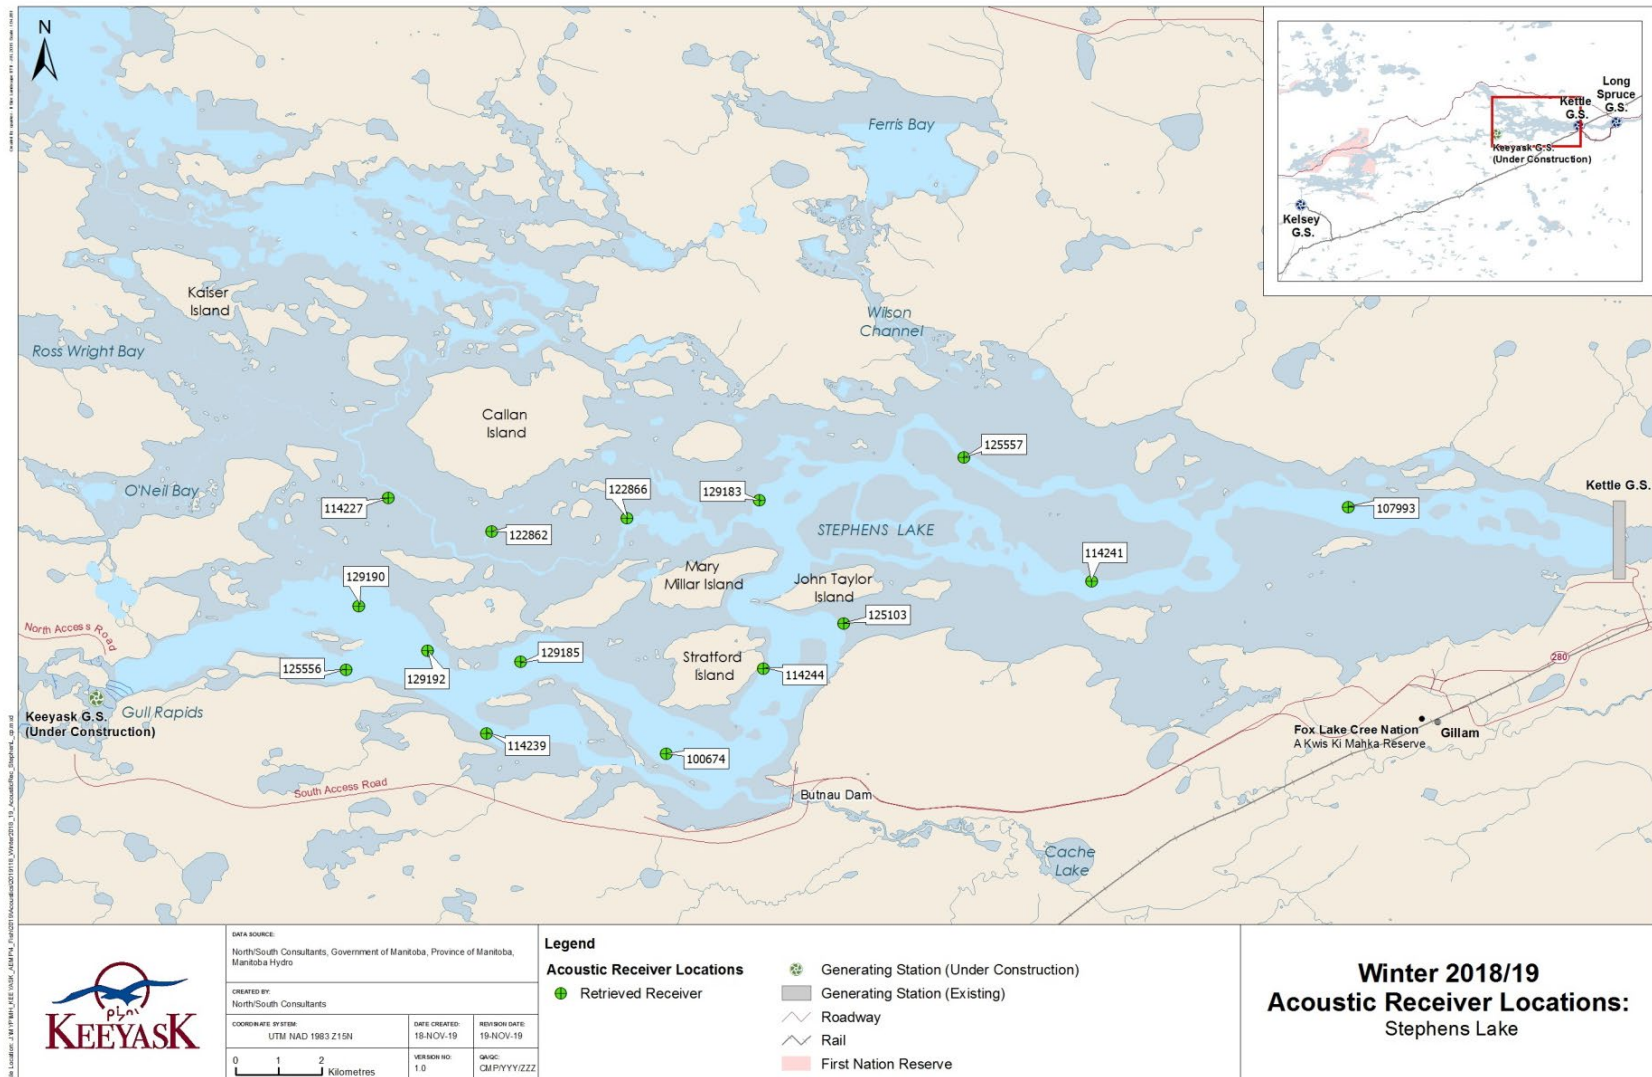 N
Ferris Bay
Kettle
G.S.
Long
Spruce
G.S.
Keeyask G.S.
(Under Construction)
Kelsey
G.S.
Kaiser
Island
Ross Wright Bay
Wilson
Channel
Callan
Island
O'Neil Bay
114227
122862
122866
129183
125557
107993
Kettle G.S.
STEPHENS LAKE
114241
129190
Mary
Millar Island
John Taylor
Island
125103
North Access Road
125556
129192
129185
Stratford
Island
114244
280
Keeyask G.S.
(Under Construction)
Gull Rapids
114239
100674
Fox Lake Cree Nation
A Kwis Ki Mahka Reserve
Gillam
South Access Road
Butnau Dam
Cache
Lake
KEEYASK
DATA SOURCE:
North/South Consultants, Government of Manitoba, Province of Manitoba,
Manitoba Hydro
CREATED BY:
North/South Consultants
COORDINATE SYSTEM:
UTM NAD 1983 Z15N
DATE CREATED:
18-NOV-19
REVISION DATE:
19-NOV-19
0 1 2
Kilometres
VERSION NO:
1.0
QA/QC:
CMP/YYY/ZZZ
Legend
Acoustic Receiver Locations
Retrieved Receiver
Generating Station (Under Construction)
Generating Station (Existing)
Roadway
Rail
First Nation Reserve
Winter 2018/19
Acoustic Receiver Locations:
Stephens Lake